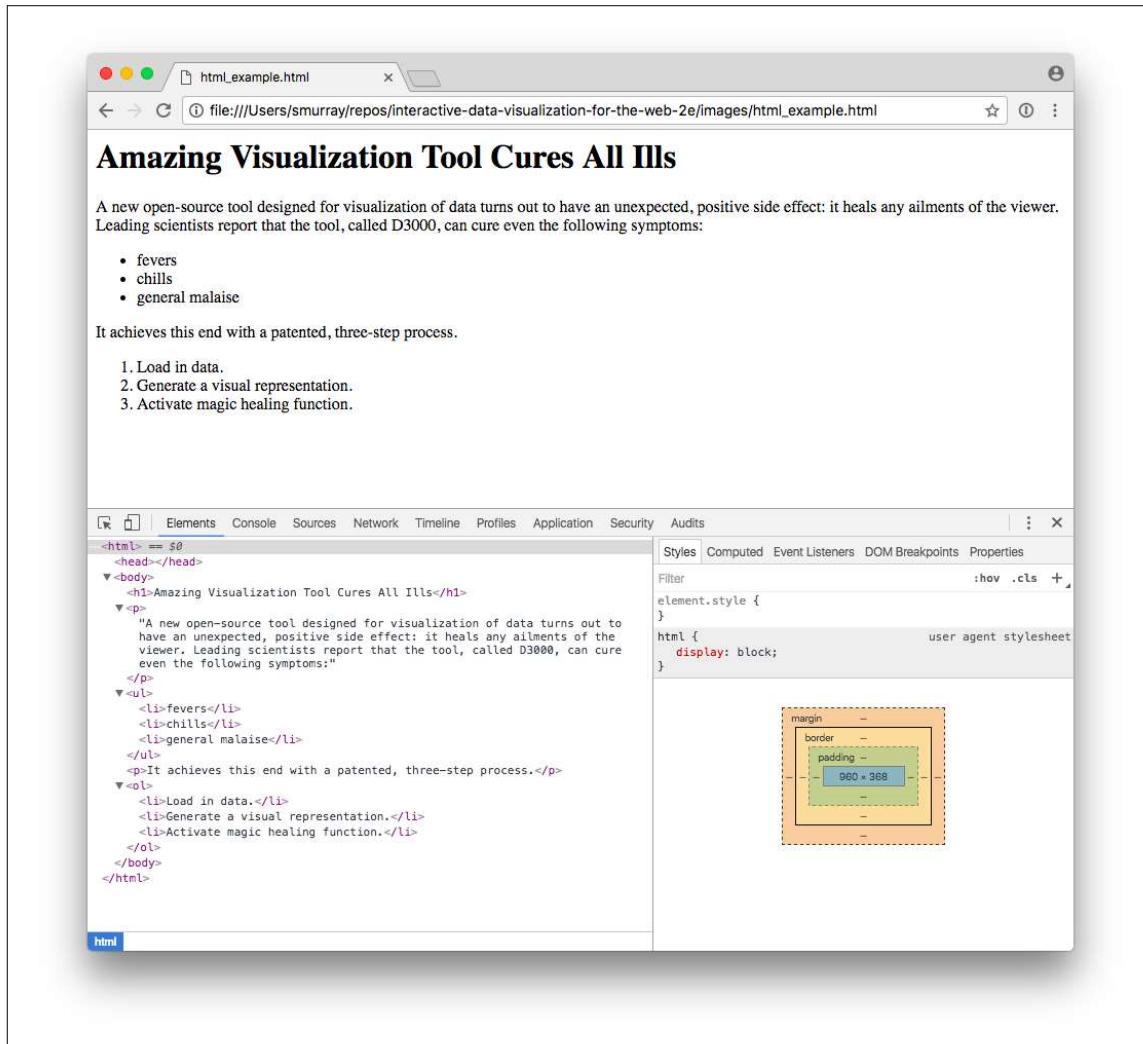 html_example.html
file:///Users/smurray/repos/interactive-data-visualization-for-the-web-2e/images/html_example.html
Amazing Visualization Tool Cures All Ills
A new open-source tool designed for visualization of data turns out to have an unexpected, positive side effect: it heals any ailments of the viewer.
Leading scientists report that the tool, called D3000, can cure even the following symptoms:
• fevers
• chills
• general malaise
It achieves this end with a patented, three-step process.
1. Load in data.
2. Generate a visual representation.
3. Activate magic healing function.
Elements Console Sources Network Timeline Profiles Application Security Audits
<html> == $0
<head></head>
▼<body>
<h1>Amazing Visualization Tool Cures All Ills</h1>
▼<p>
"A new open-source tool designed for visualization of data turns out to
have an unexpected, positive side effect: it heals any ailments of the
viewer. Leading scientists report that the tool, called D3000, can cure
even the following symptoms:"
</p>
▼<ul>
<li>fevers</li>
<li>chills</li>
<li>general malaise</li>
</ul>
<p>It achieves this end with a patented, three-step process.</p>
▼<ol>
<li>Load in data.</li>
<li>Generate a visual representation.</li>
<li>Activate magic healing function.</li>
</ol>
</body>
</html>
html
Styles Computed Event Listeners DOM Breakpoints Properties
Filter :hov .cls +
element.style {
}
html { user agent stylesheet
display: block;
}
margin –
border –
padding –
– – – 960 × 368 – – –
–
–
–